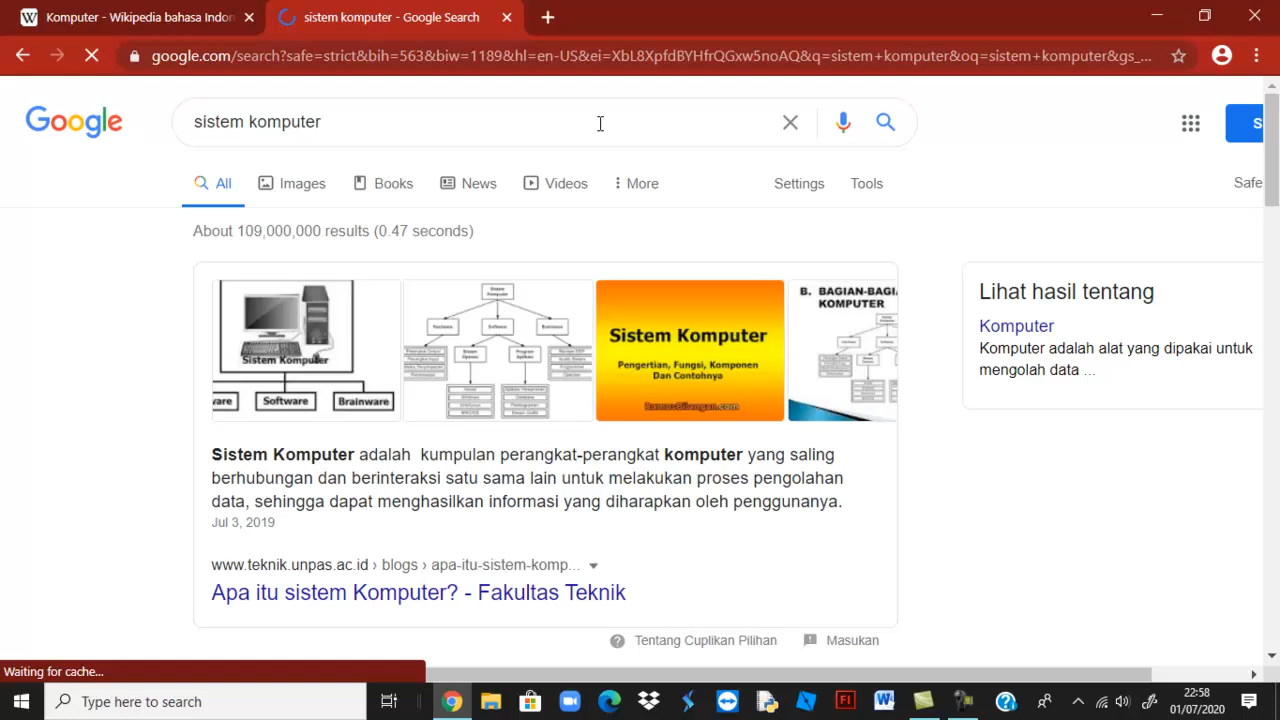 Komputer - Wikipedia bahasa Indon
sistem komputer - Google Search
google.com/search?safe=strict&bih=563&biw=1189&hl=en-US&ei=XbL8XpfdBYHfrQGxw5noAQ&q=sistem+komputer&oq=sistem+komputer&gs_...
Google
sistem komputer
S
All
Images
Books
News
Videos
More
Settings
Tools
Safe
About 109,000,000 results (0.47 seconds)
Sistem Komputer
ware
Software
Brainware
Sistem Komputer
Pengertian, Fungsi, Komponen
Dan Contohnya
RumusBilangan.com
B. BAGIAN-BAGI
KOMPUTER
Lihat hasil tentang
Komputer
Komputer adalah alat yang dipakai untuk
mengolah data ...
Sistem Komputer adalah kumpulan perangkat-perangkat komputer yang saling
berhubungan dan berinteraksi satu sama lain untuk melakukan proses pengolahan
data, sehingga dapat menghasilkan informasi yang diharapkan oleh penggunanya.
Jul 3, 2019
www.teknik.unpas.ac.id › blogs › apa-itu-sistem-komp...
Apa itu sistem Komputer? - Fakultas Teknik
Tentang Cuplikan Pilihan
Masukan
Waiting for cache...
Type here to search
22:58
01/07/2020